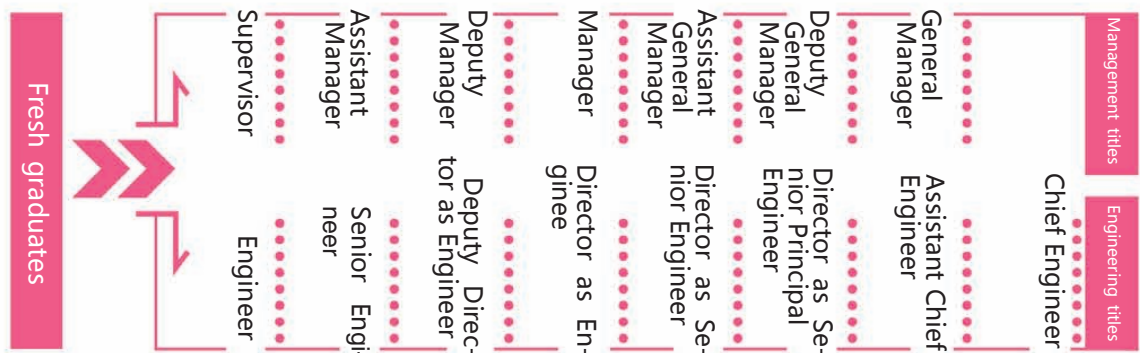 Management titles
Engineering titles
Chief Engineer
General
Manager
Assistant Chief
Engineer
Deputy
General
Manager
Director as Se-
nior Principal
Engineer
Assistant
General
Manager
Director as Se-
nior Engineer
Manager
Director as En-
ginee
Deputy
Manager
Deputy Direc-
tor as Engineer
Assistant
Manager
Senior Engi-
neer
Supervisor
Engineer
Fresh graduates